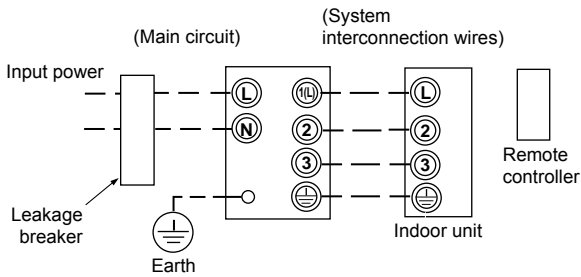 (System
(Main circuit)
interconnection wires)
Input power
L
1(L)
L
N
2
2
3
3
Remote
controller
Leakage
breaker
Indoor unit
Earth